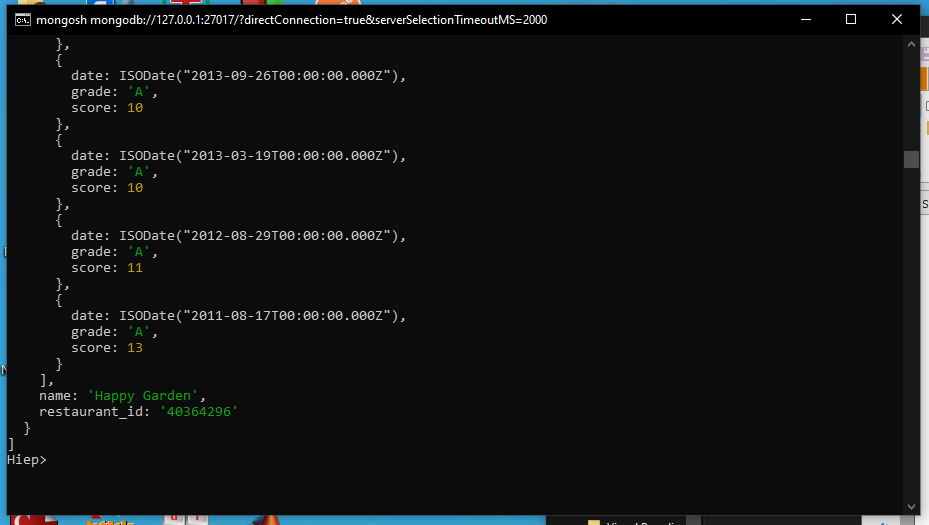 mongosh mongodb://127.0.0.1:27017/?directConnection=true&serverSelectionTimeoutMS=2000
},
{
date: ISODate("2013-09-26T00:00:00.000Z"),
grade: 'A',
score: 10
},
{
date: ISODate("2013-03-19T00:00:00.000Z"),
grade: 'A',
score: 10
},
{
date: ISODate("2012-08-29T00:00:00.000Z"),
grade: 'A',
score: 11
},
{
date: ISODate("2011-08-17T00:00:00.000Z"),
grade: 'A',
score: 13
}
],
name: 'Happy Garden',
restaurant_id: '40364296'
}
]
Hiep>